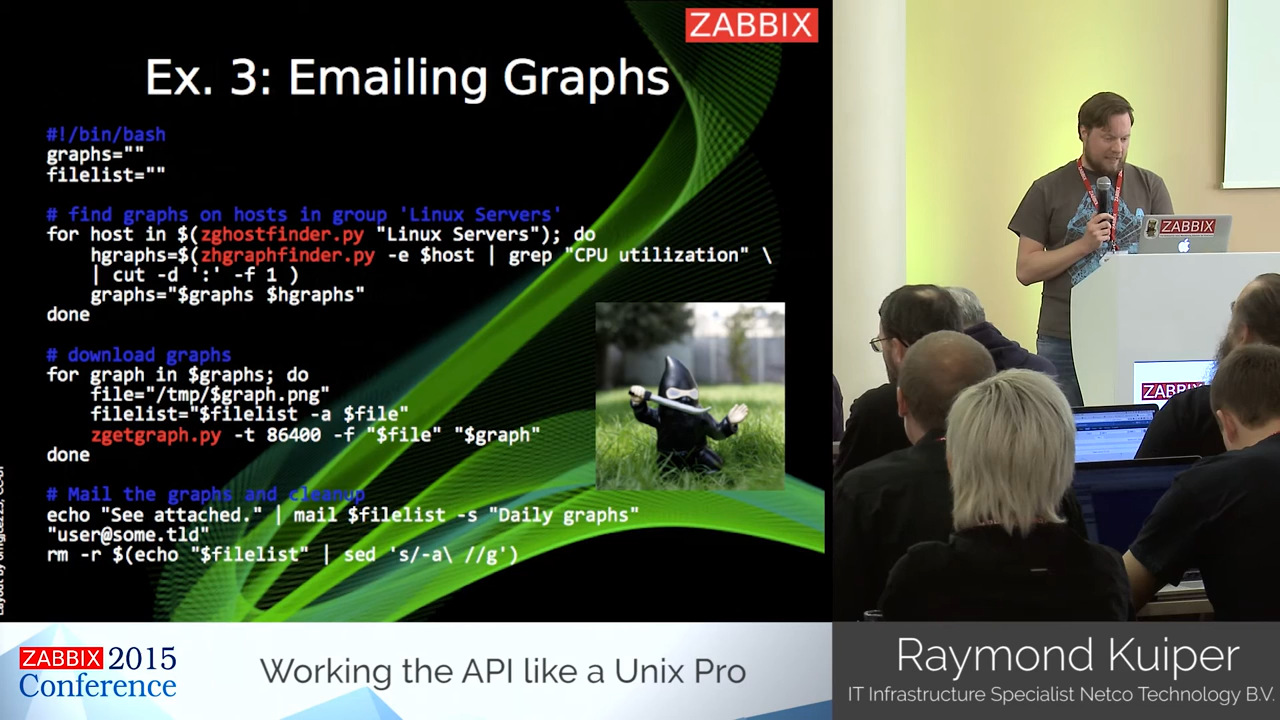 ZABBIX
Ex. 3: Emailing Graphs
#!/bin/bash
graphs=""
filelist=""
# find graphs on hosts in group 'Linux Servers'
for host in $(zghostfinder.py "Linux Servers"); do
hgraphs=$(zhgraphfinder.py -e $host | grep "CPU utilization" \
| cut -d ':' -f 1 )
graphs="$graphs $hgraphs"
done
# download graphs
for graph in $graphs; do
file="/tmp/$graph.png"
filelist="$filelist -a $file"
zgetgraph.py -t 86400 -f "$file" "$graph"
done
# Mail the graphs and cleanup
echo "See attached." | mail $filelist -s "Daily graphs"
"user@some.tld"
rm -r $(echo "$filelist" | sed 's/-a\ //g')
Layout by
ZABBIX
ZABBIX
ZABBIX 2015
Conference
Working the API like a Unix Pro
Raymond Kuiper
IT Infrastructure Specialist Netco Technology B.V.